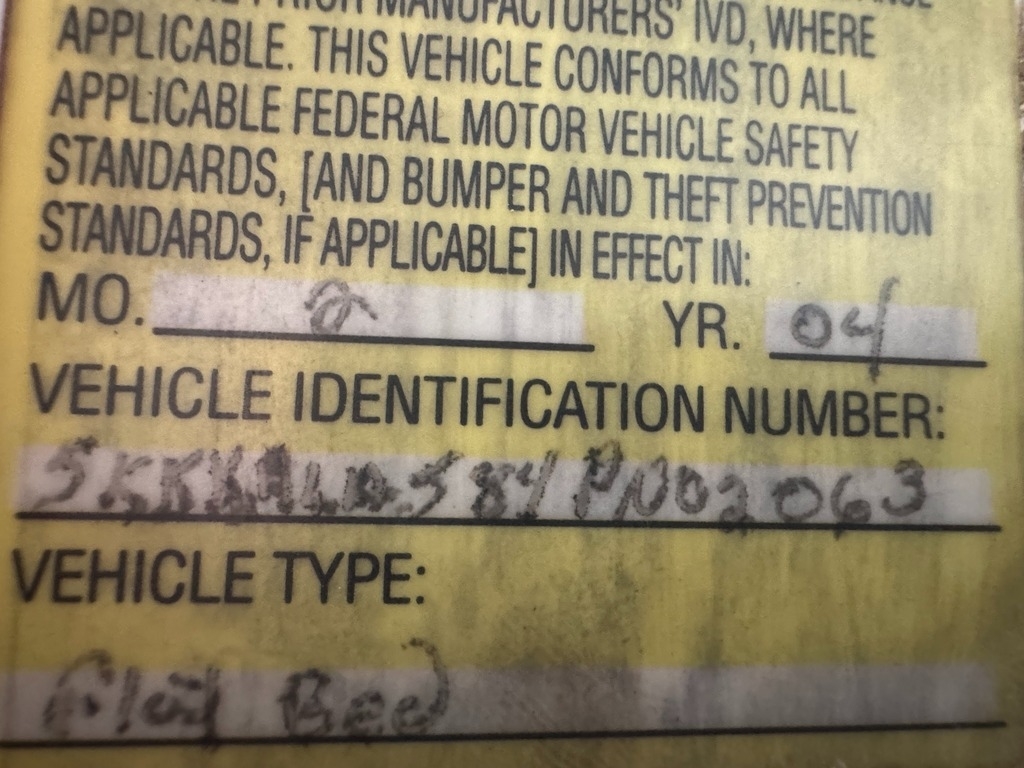 MANUFACTURERS' IVD, WHERE
APPLICABLE. THIS VEHICLE CONFORMS TO ALL
APPLICABLE FEDERAL MOTOR VEHICLE SAFETY
STANDARDS, [AND BUMPER AND THEFT PREVENTION
STANDARDS, IF APPLICABLE] IN EFFECT IN:
MO. 2 YR. 04
VEHICLE IDENTIFICATION NUMBER:
VEHICLE TYPE:
Flat Bed